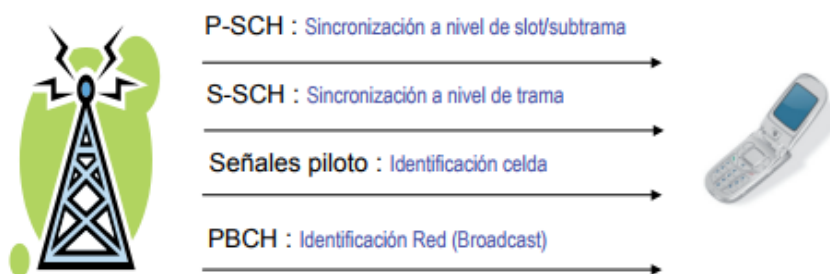 P-SCH : Sincronización a nivel de slot/subtrama
S-SCH : Sincronización a nivel de trama
Señales piloto : Identificación celda
PBCH : Identificación Red (Broadcast)